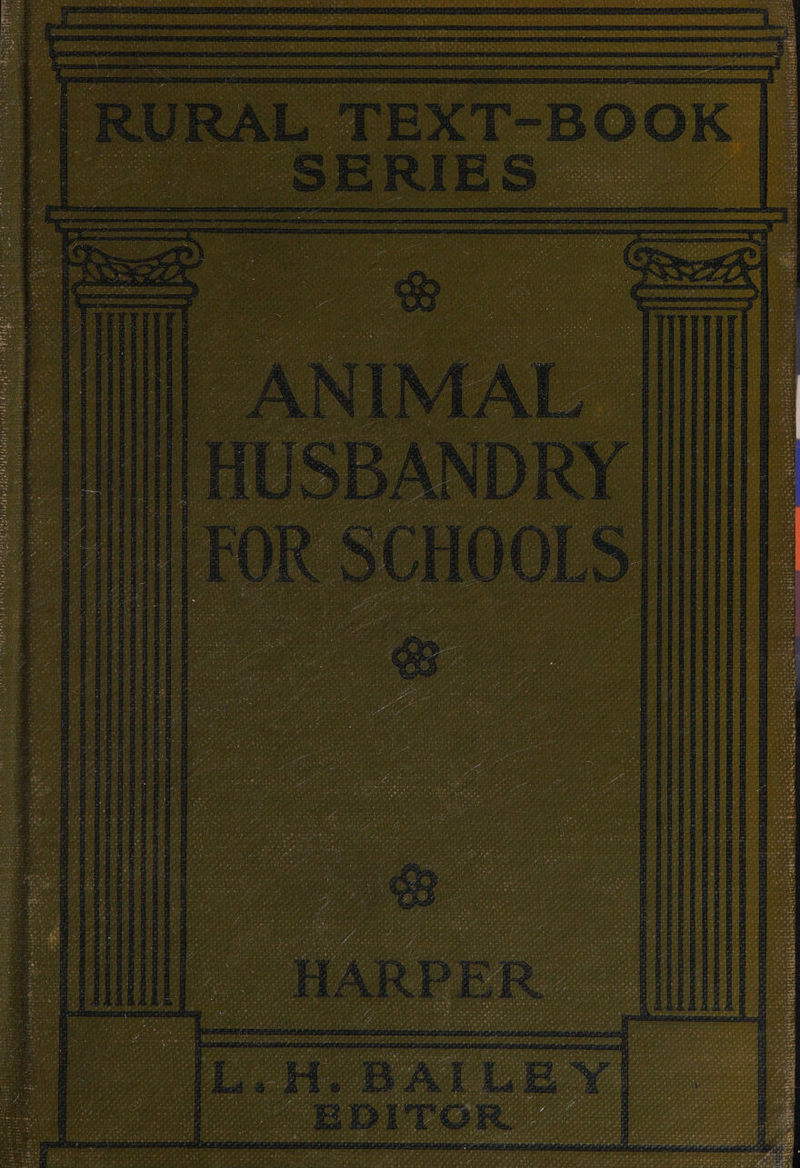 RURAL TEXT-BOOK
SERIES
ANIMAL
HUSBANDRY
FOR SCHOOLS
HARPER
L. H. BAILEY
EDITOR